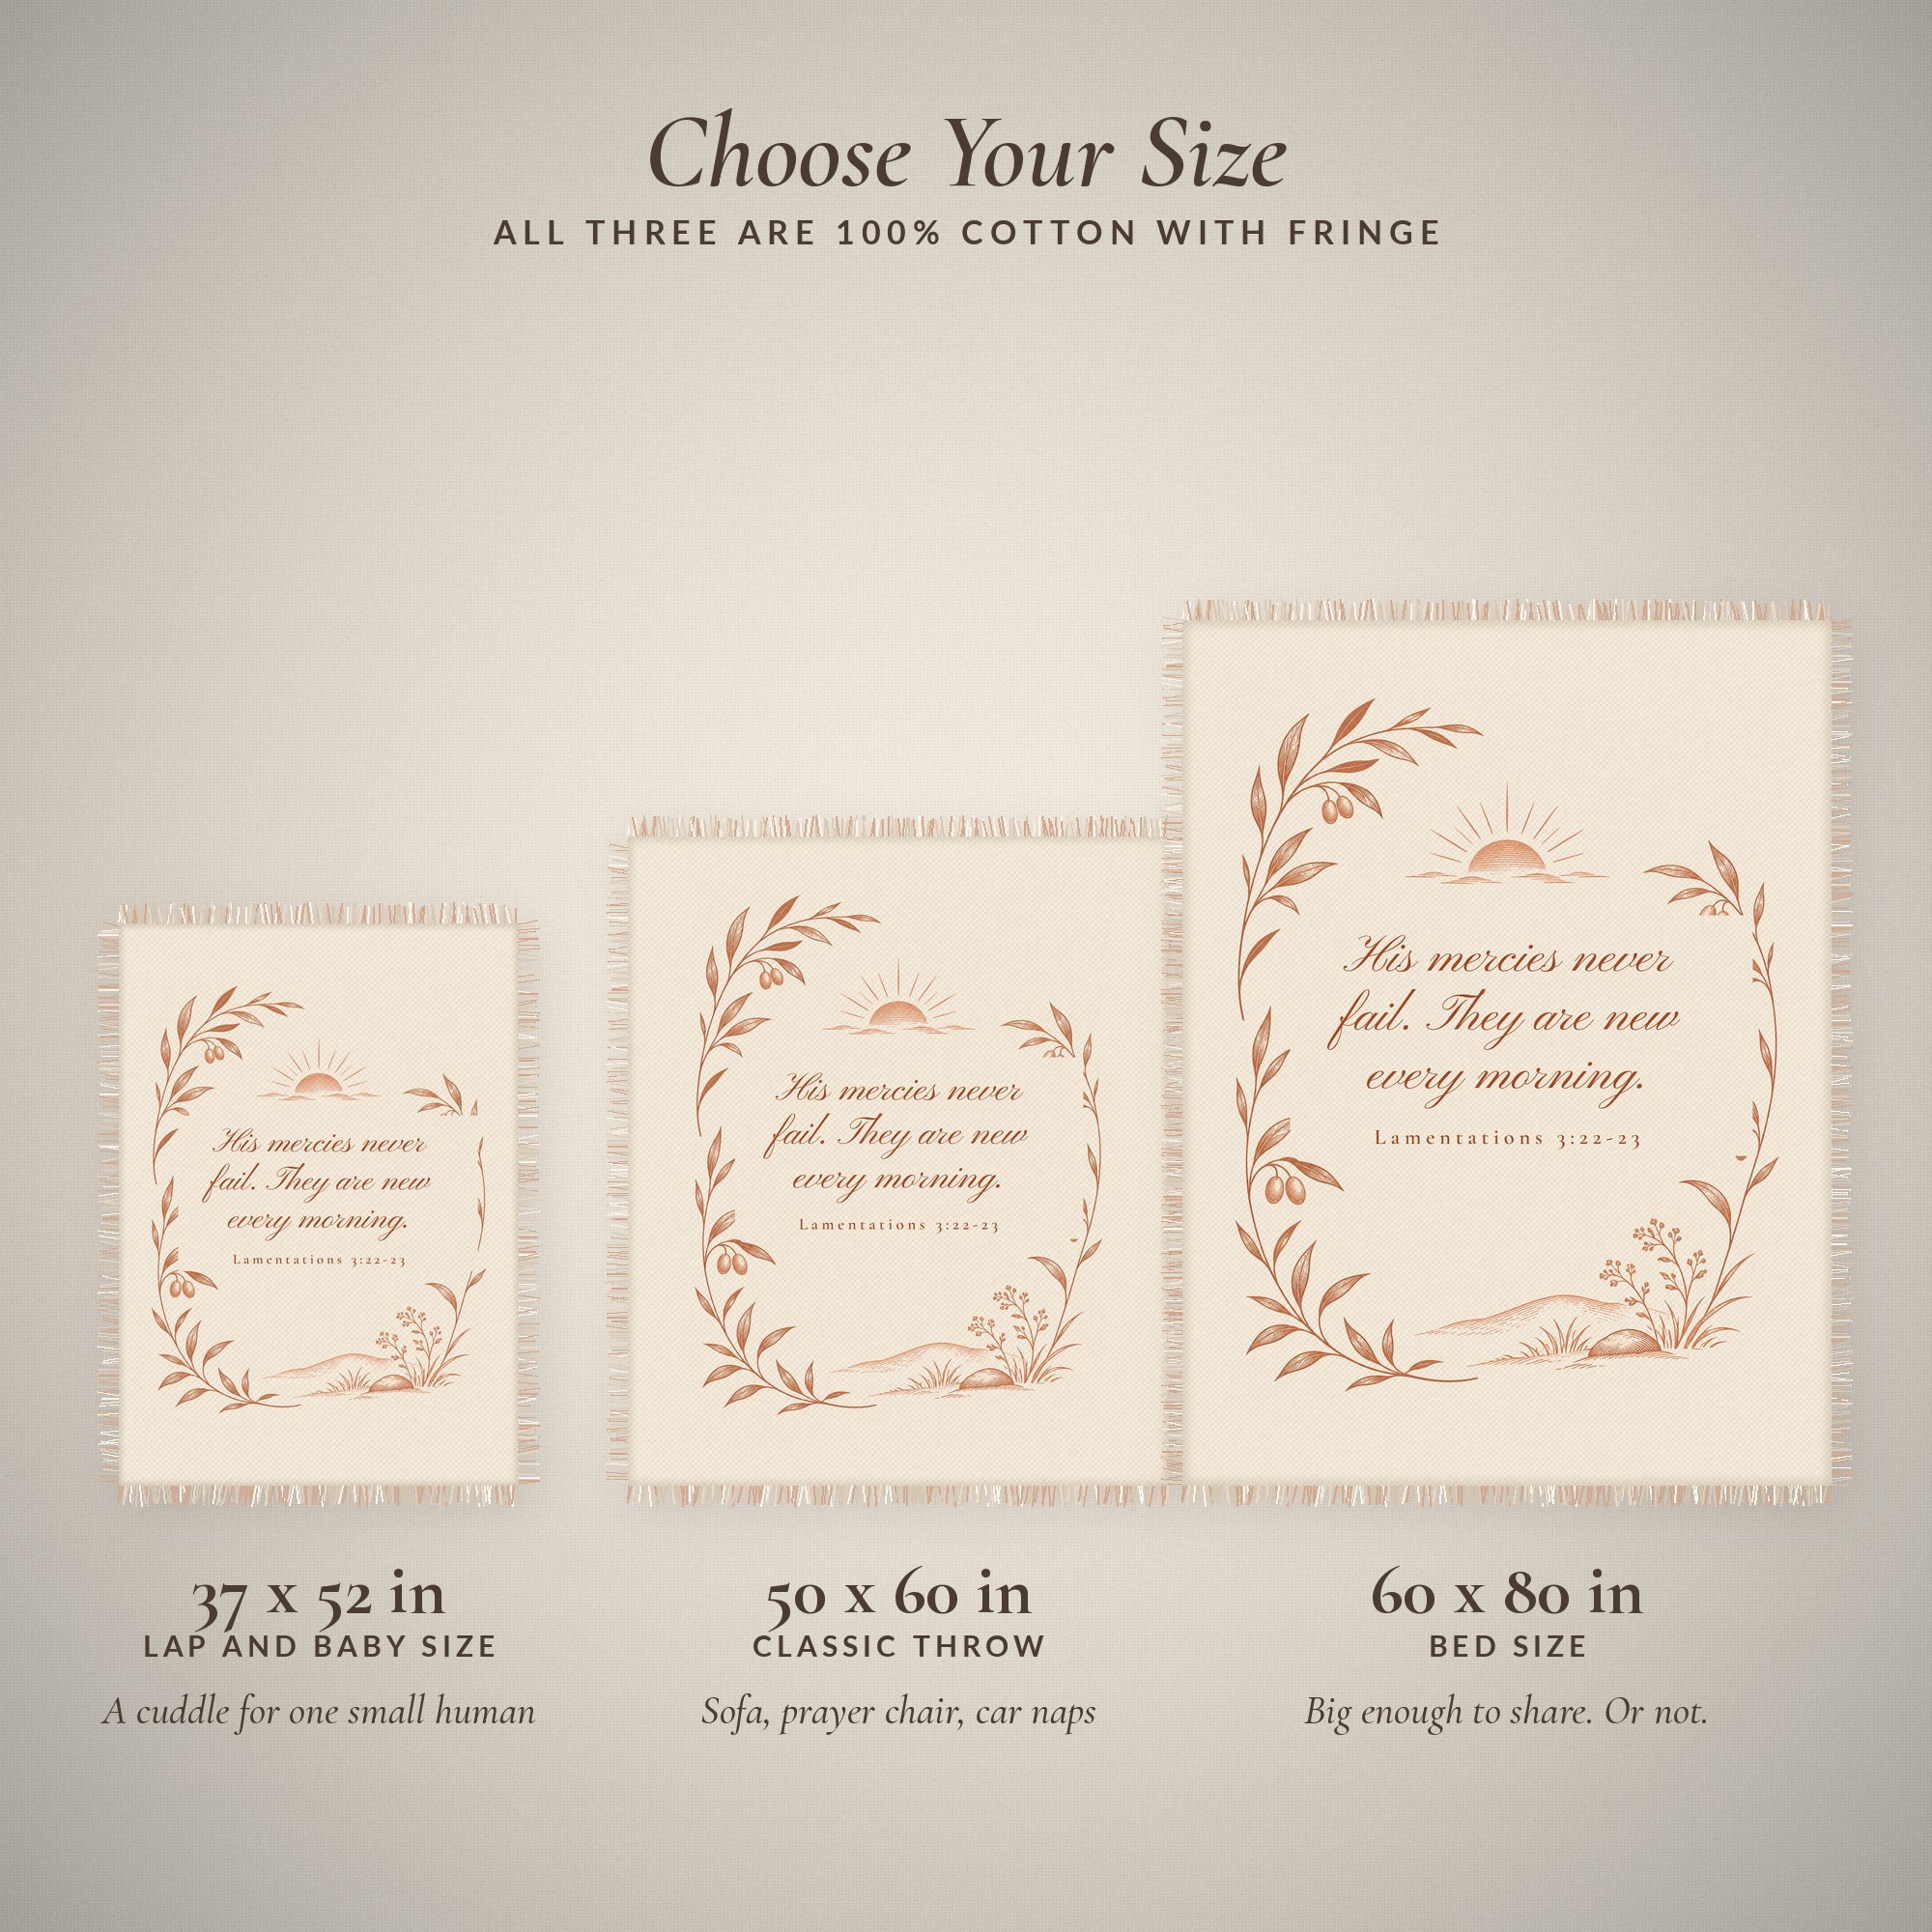 Choose Your Size
ALL THREE ARE 100% COTTON WITH FRINGE
His mercies never
fail. They are new
every morning.
Lamentations 3:22-23
His mercies never
fail. They are new
every morning.
Lamentations 3:22-23
His mercies never
fail. They are new
every morning.
Lamentations 3:22-23
37 x 52 in
LAP AND BABY SIZE
A cuddle for one small human
50 x 60 in
CLASSIC THROW
Sofa, prayer chair, car naps
60 x 80 in
BED SIZE
Big enough to share. Or not.